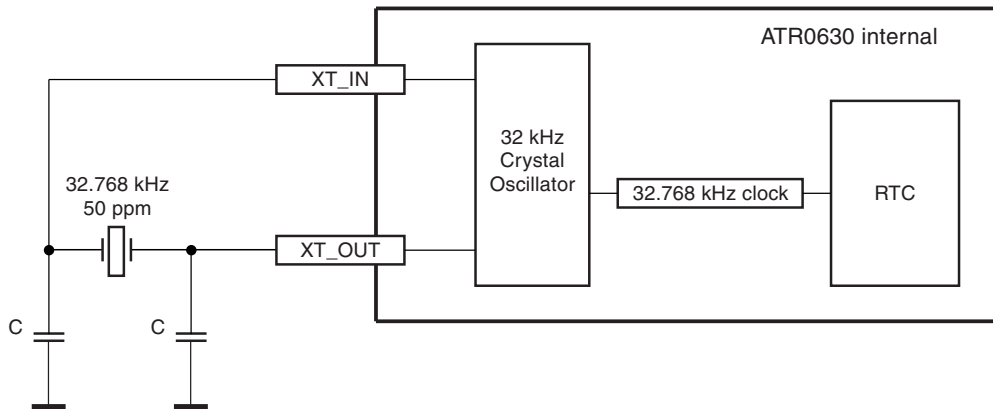 ATR0630 internal
XT_IN
32 kHz
Crystal
Oscillator
32.768 kHz clock
RTC
32.768 kHz
50 ppm
XT_OUT
C
C